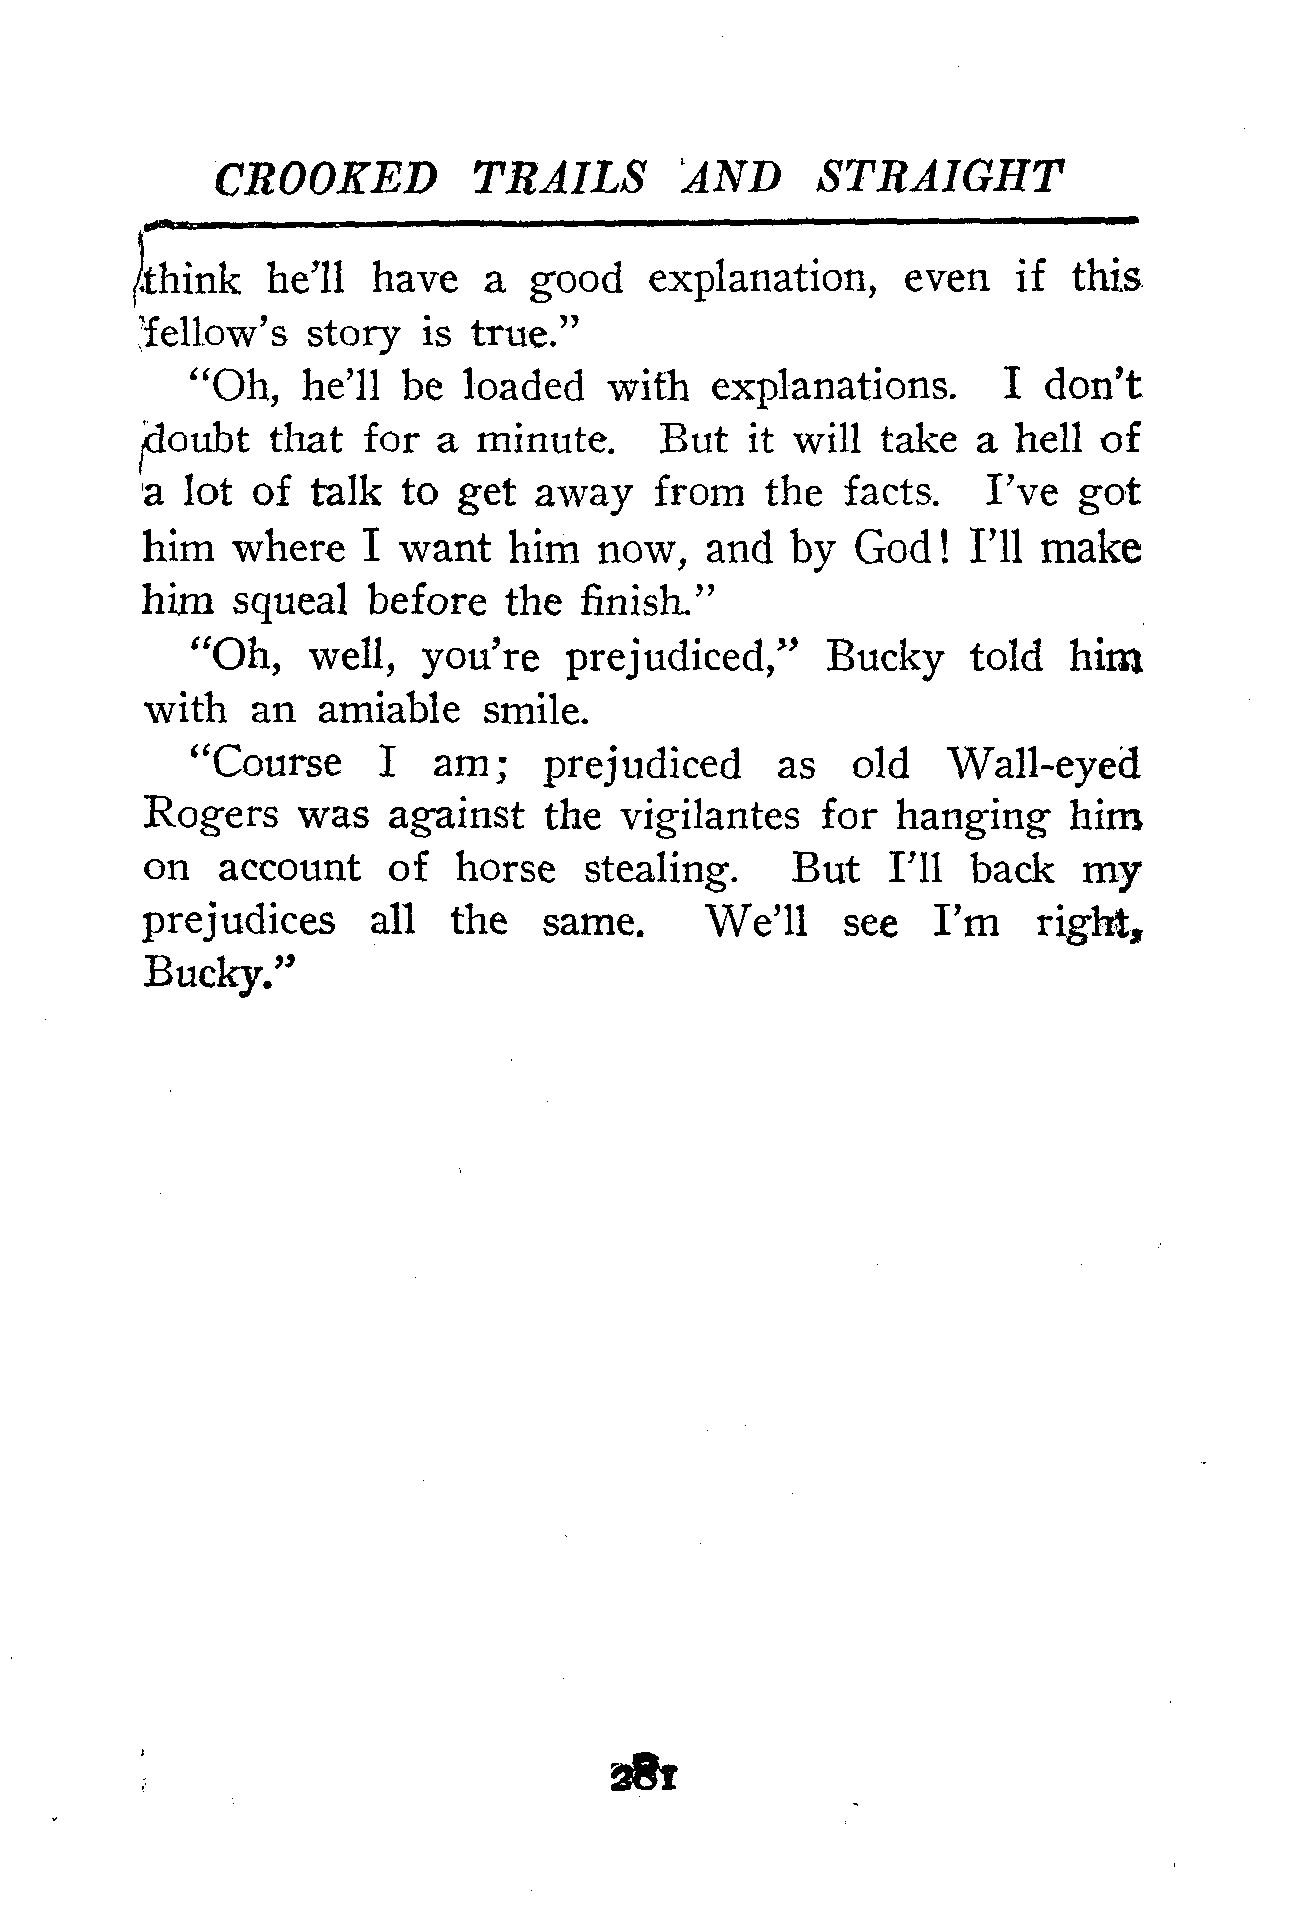 CROOKED TRAILS AND STRAIGHT
think he'll have a good explanation, even if this
fellow's story is true."
"Oh, he'll be loaded with explanations. I don't
doubt that for a minute. But it will take a hell of
a lot of talk to get away from the facts. I've got
him where I want him now, and by God! I'll make
him squeal before the finish."
"Oh, well, you're prejudiced," Bucky told him
with an amiable smile.
"Course I am; prejudiced as old Wall-eyed
Rogers was against the vigilantes for hanging him
on account of horse stealing. But I'll back my
prejudices all the same. We'll see I'm right,
Bucky."
281